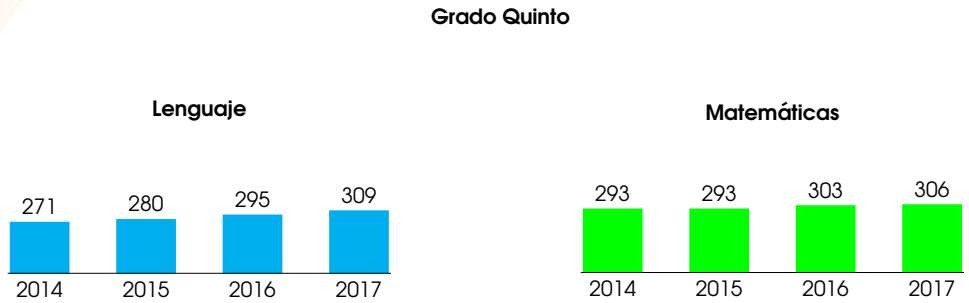 Grado Quinto
Lenguaje
271 280 295 309
2014 2015 2016 2017
Matemáticas
293 293 303 306
2014 2015 2016 2017